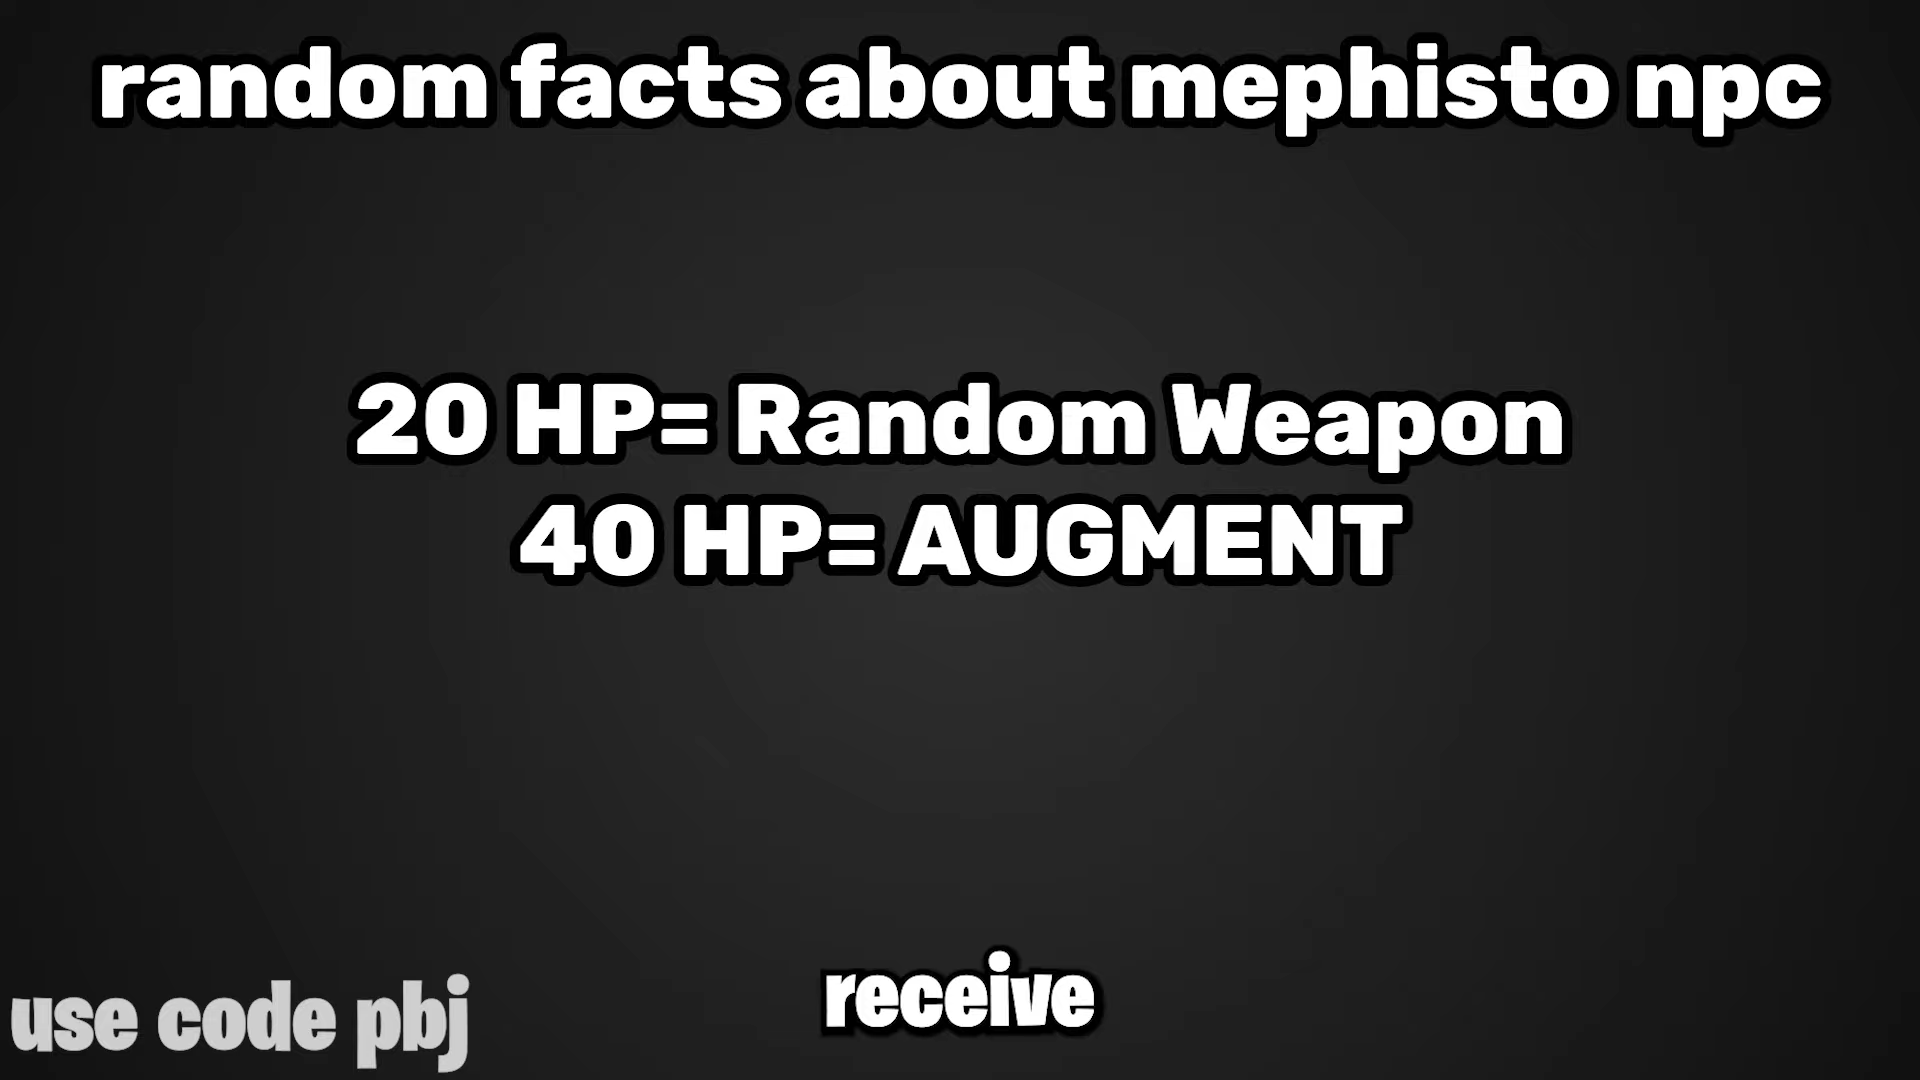 random facts about mephisto npc
20 HP= Random Weapon
40 HP= AUGMENT
receive
use code pbj